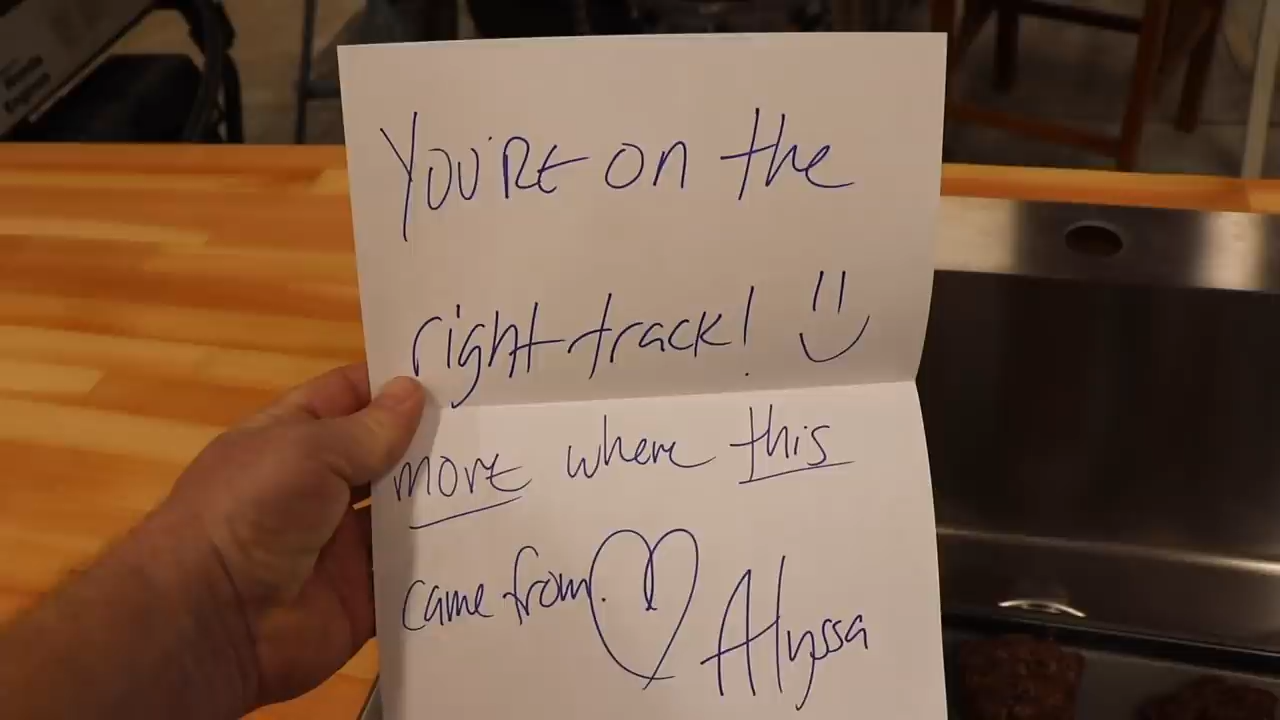 YOU'RE on the
right track!
more where this
came from.
Alyssa